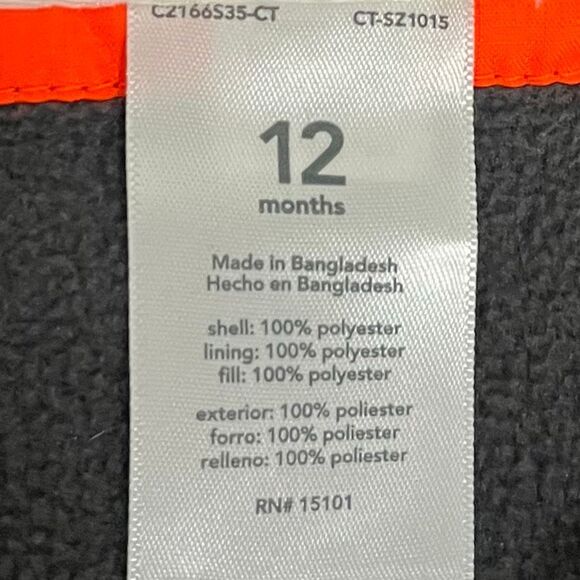 C2166S35-CT CT-SZ1015
12
months
Made in Bangladesh
Hecho en Bangladesh
shell: 100% polyester
lining: 100% polyester
fill: 100% polyester
exterior: 100% poliester
forro: 100% poliester
relleno: 100% poliester
RN# 15101